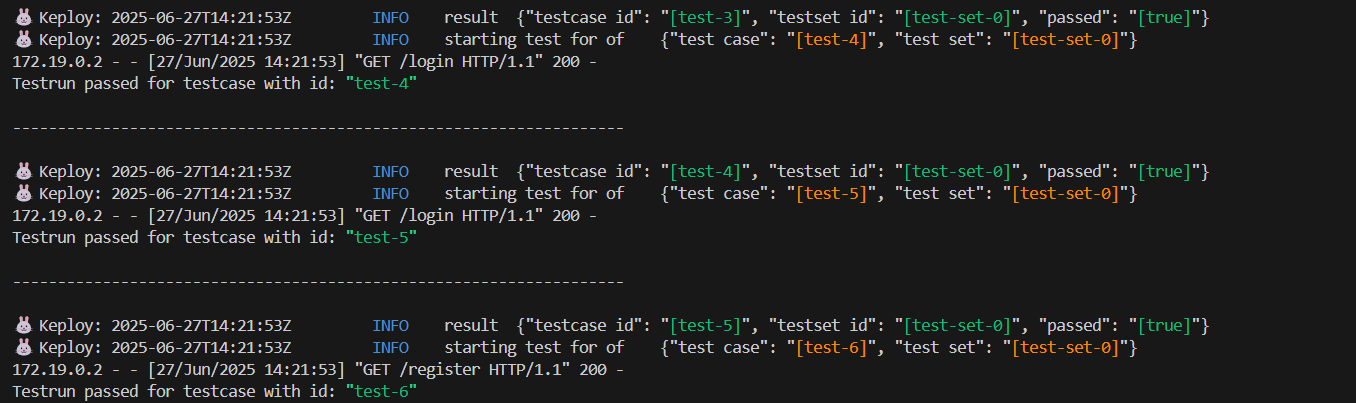 🐰 Keploy: 2025-06-27T14:21:53Z INFO result {"testcase id": "[test-3]", "testset id": "[test-set-0]", "passed": "[true]"}
🐰 Keploy: 2025-06-27T14:21:53Z INFO starting test for of {"test case": "[test-4]", "test set": "[test-set-0]"}
172.19.0.2 - - [27/Jun/2025 14:21:53] "GET /login HTTP/1.1" 200 -
Testrun passed for testcase with id: "test-4"
--------------------------------------------------------------------
🐰 Keploy: 2025-06-27T14:21:53Z INFO result {"testcase id": "[test-4]", "testset id": "[test-set-0]", "passed": "[true]"}
🐰 Keploy: 2025-06-27T14:21:53Z INFO starting test for of {"test case": "[test-5]", "test set": "[test-set-0]"}
172.19.0.2 - - [27/Jun/2025 14:21:53] "GET /login HTTP/1.1" 200 -
Testrun passed for testcase with id: "test-5"
--------------------------------------------------------------------
🐰 Keploy: 2025-06-27T14:21:53Z INFO result {"testcase id": "[test-5]", "testset id": "[test-set-0]", "passed": "[true]"}
🐰 Keploy: 2025-06-27T14:21:53Z INFO starting test for of {"test case": "[test-6]", "test set": "[test-set-0]"}
172.19.0.2 - - [27/Jun/2025 14:21:53] "GET /register HTTP/1.1" 200 -
Testrun passed for testcase with id: "test-6"